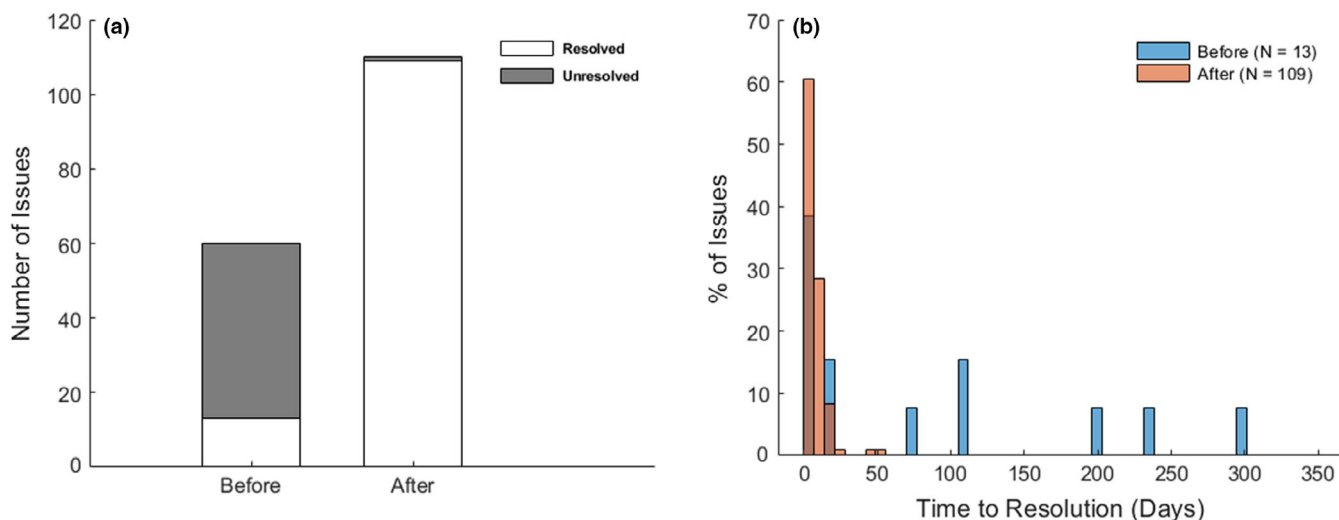 (a)
Number of Issues
120
100
80
60
40
20
0
Before
After
Resolved
Unresolved
(b)
% of Issues
70
60
50
40
30
20
10
0
0 50 100 150 200 250 300 350
Time to Resolution (Days)
Before (N = 13)
After (N = 109)